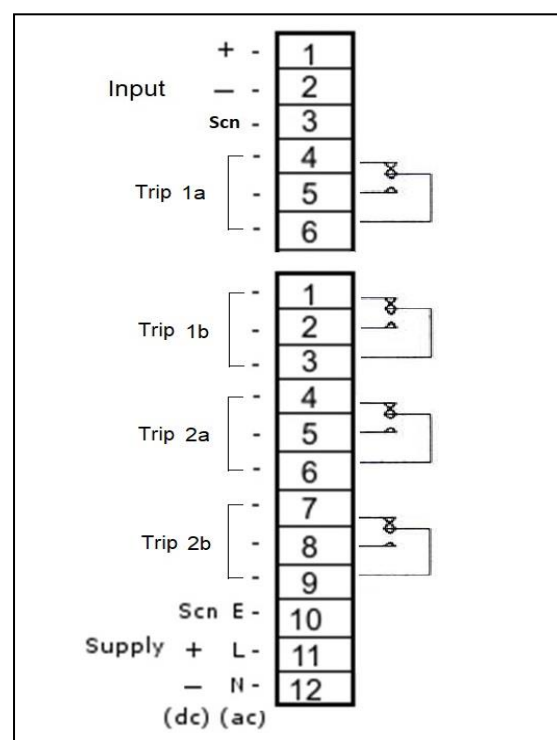 + - 1
Input — - 2
Scn - 3
- 4
Trip 1a - 5
- 6
- 1
Trip 1b - 2
- 3
- 4
Trip 2a - 5
- 6
- 7
Trip 2b - 8
- 9
Scn E - 10
Supply + L - 11
— N - 12
(dc) (ac)